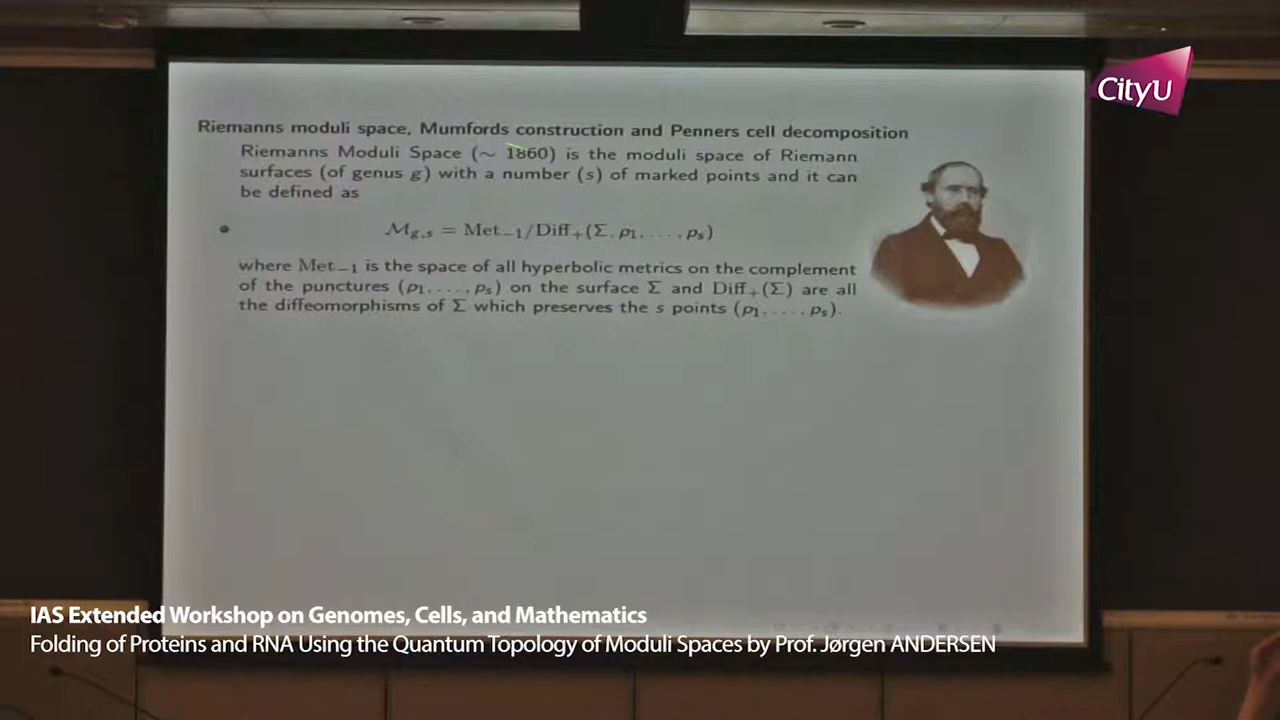 CityU
Riemanns moduli space, Mumfords construction and Penners cell decomposition
Riemanns Moduli Space (∼ 1860) is the moduli space of Riemann
surfaces (of genus g) with a number (s) of marked points and it can
be defined as
ℳg,s = Met−1/Diff+(Σ, p1, . . . , ps)
where Met−1 is the space of all hyperbolic metrics on the complement
of the punctures (p1, . . . , ps) on the surface Σ and Diff+(Σ) are all
the diffeomorphisms of Σ which preserves the s points (p1, . . . , ps).
IAS Extended Workshop on Genomes, Cells, and Mathematics
Folding of Proteins and RNA Using the Quantum Topology of Moduli Spaces by Prof. Jørgen ANDERSEN